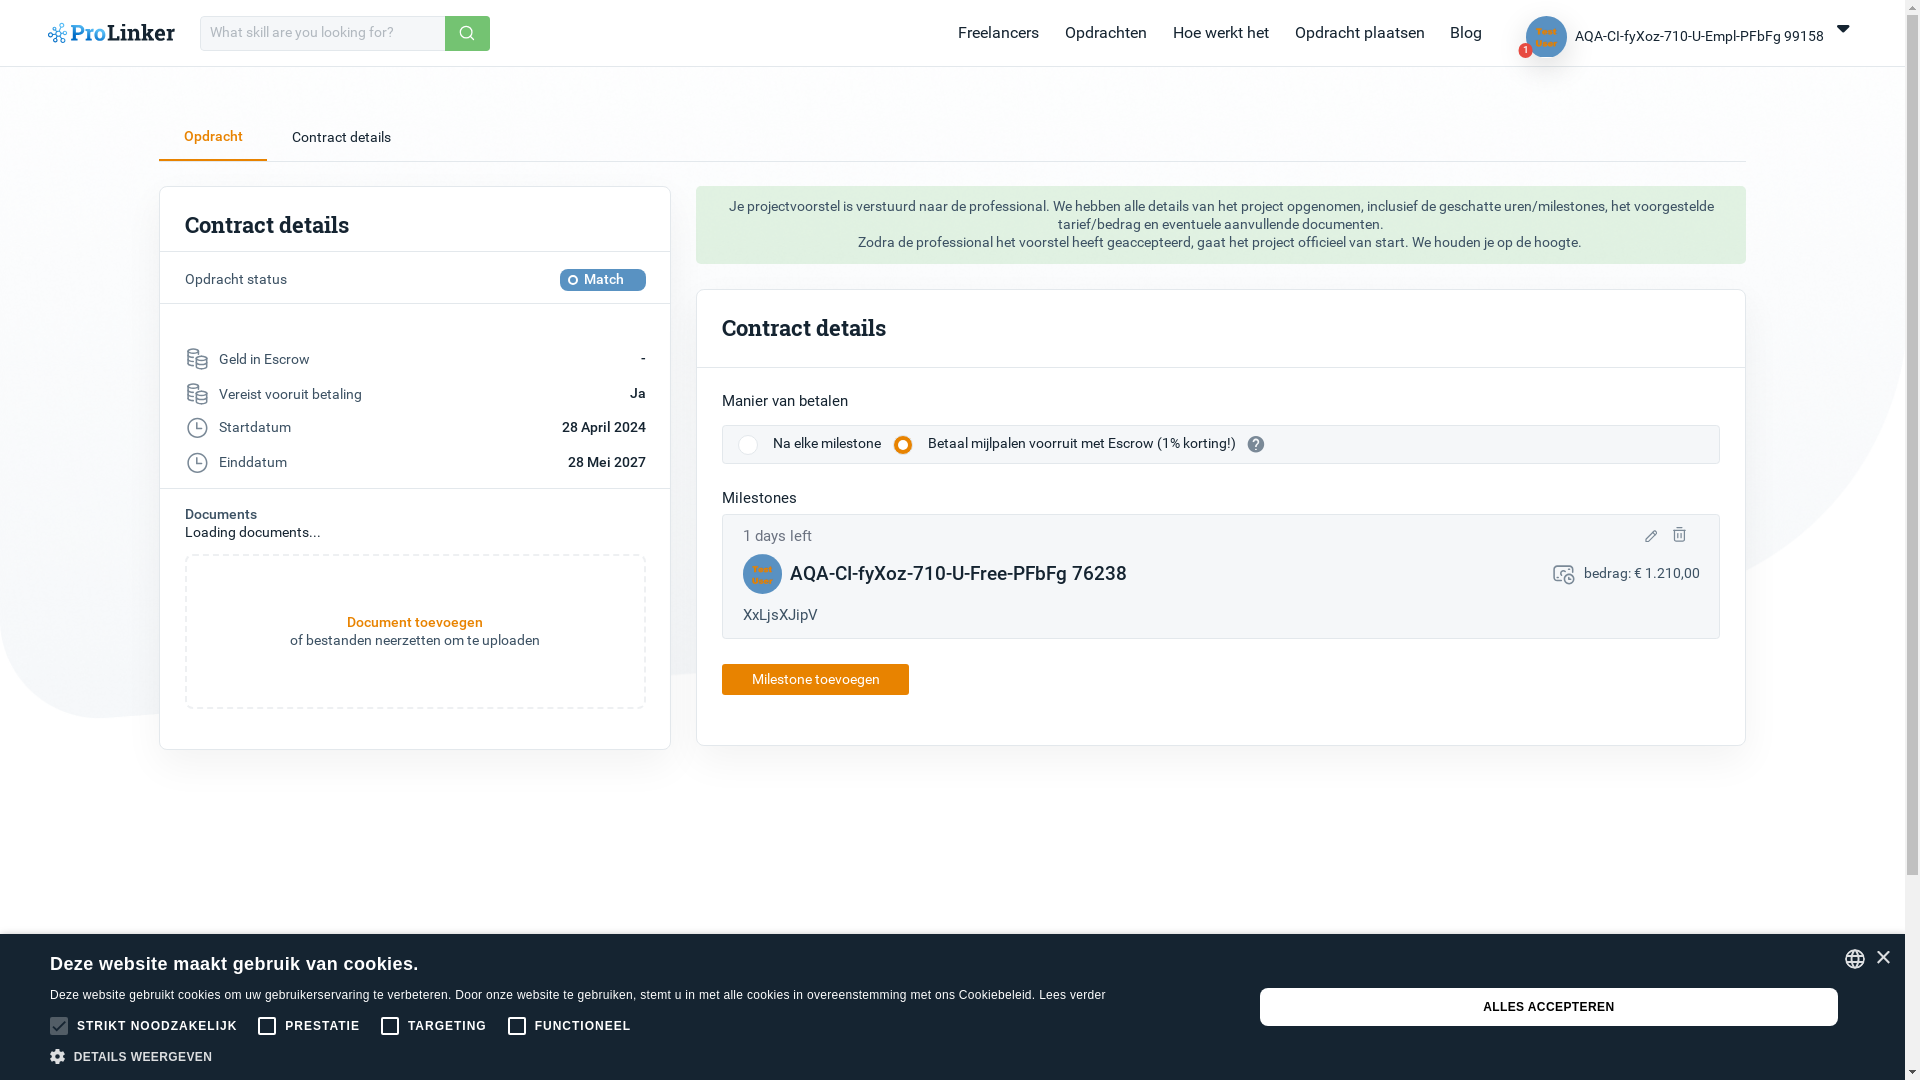 ProLinker
What skill are you looking for?
Freelancers
Opdrachten
Hoe werkt het
Opdracht plaatsen
Blog
Test
User
1
AQA-CI-fyXoz-710-U-Empl-PFbFg 99158
Opdracht
Contract details
Contract details
Opdracht status
Match
Geld in Escrow
-
Vereist vooruit betaling
Ja
Startdatum
28 April 2024
Einddatum
28 Mei 2027
Documents
Loading documents...
Document toevoegen
of bestanden neerzetten om te uploaden
Je projectvoorstel is verstuurd naar de professional. We hebben alle details van het project opgenomen, inclusief de geschatte uren/milestones, het voorgestelde
tarief/bedrag en eventuele aanvullende documenten.
Zodra de professional het voorstel heeft geaccepteerd, gaat het project officieel van start. We houden je op de hoogte.
Contract details
Manier van betalen
Na elke milestone
Betaal mijlpalen voorruit met Escrow (1% korting!)
?
Milestones
1 days left
Test
User
AQA-CI-fyXoz-710-U-Free-PFbFg 76238
bedrag: € 1.210,00
XxLjsXJipV
Milestone toevoegen
Deze website maakt gebruik van cookies.
Deze website gebruikt cookies om uw gebruikerservaring te verbeteren. Door onze website te gebruiken, stemt u in met alle cookies in overeenstemming met ons Cookiebeleid. Lees verder
STRIKT NOODZAKELIJK
PRESTATIE
TARGETING
FUNCTIONEEL
DETAILS WEERGEVEN
ALLES ACCEPTEREN
×